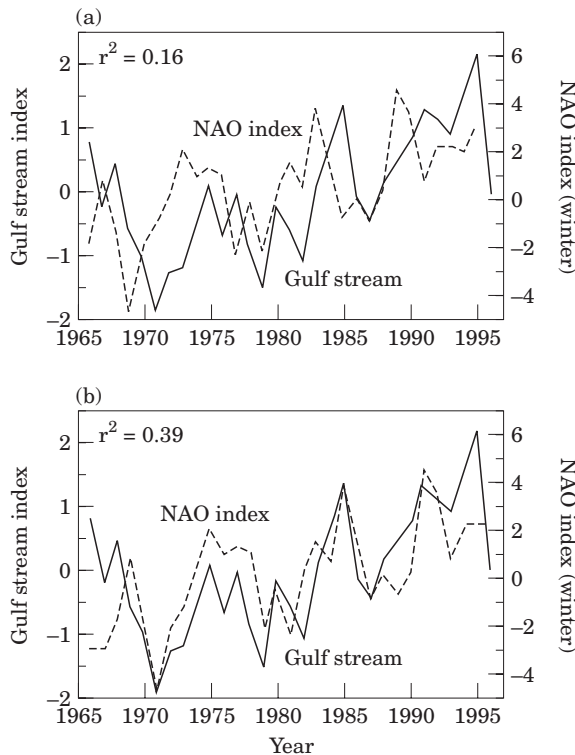 (a)
r² = 0.16
NAO index
Gulf stream
Gulf stream index
2
1
0
–1
–2
NAO index (winter)
6
4
2
0
–2
–4
1965 1970 1975 1980 1985 1990 1995
(b)
r² = 0.39
NAO index
Gulf stream
Gulf stream index
2
1
0
–1
–2
NAO index (winter)
6
4
2
0
–2
–4
1965 1970 1975 1980 1985 1990 1995
Year